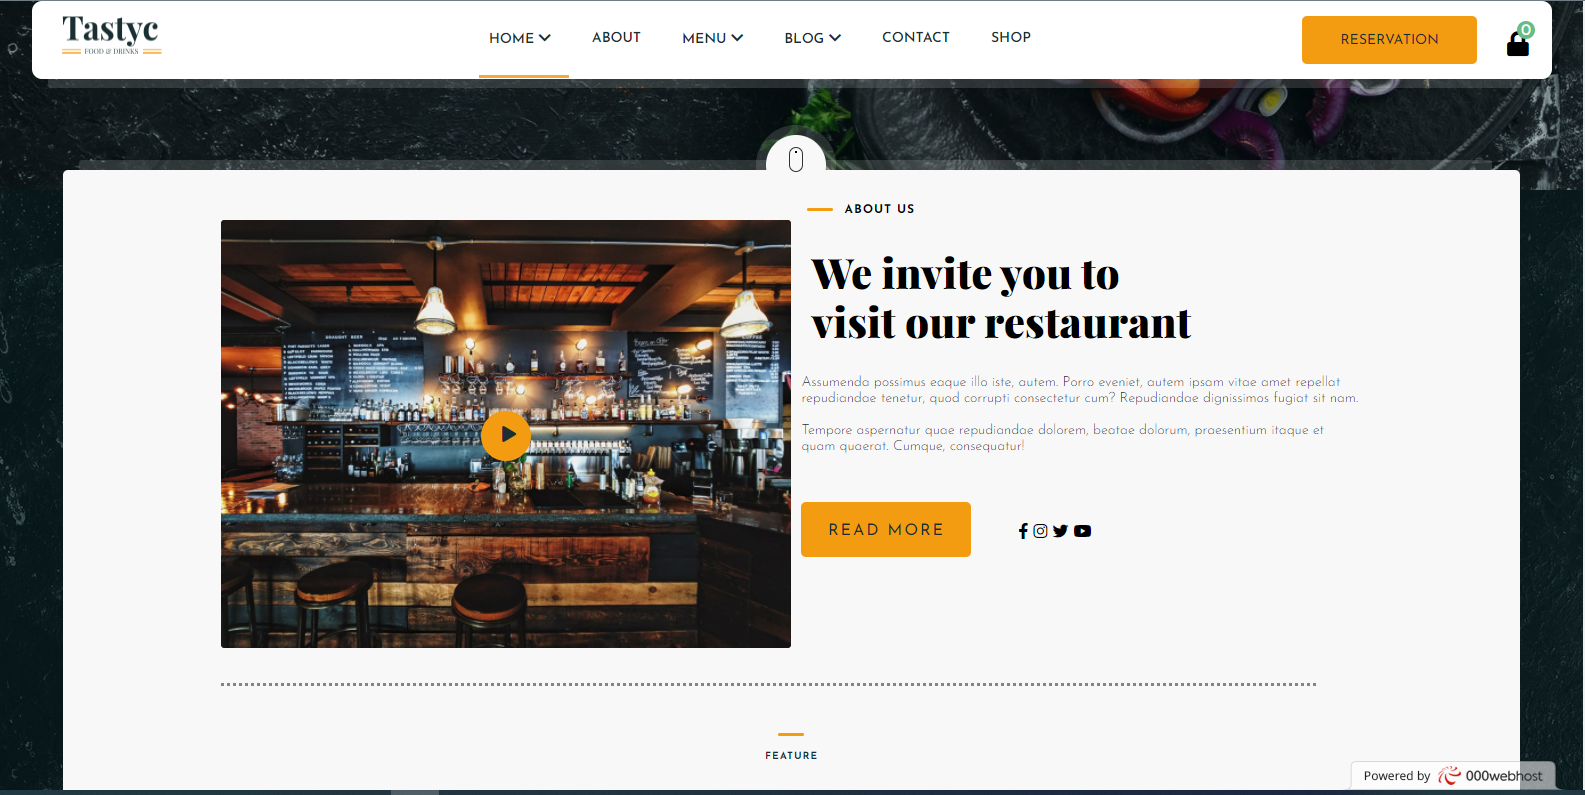 Tastyc
FOOD & DRINKS
HOME
ABOUT
MENU
BLOG
CONTACT
SHOP
RESERVATION
0
ABOUT US
We invite you to
visit our restaurant
Assumenda possimus eaque illo iste, autem. Porro eveniet, autem ipsam vitae amet repellat
repudiandae tenetur, quod corrupti consectetur cum? Repudiandae dignissimos fugiat sit nam.
Tempore aspernatur quae repudiandae dolorem, beatae dolorum, praesentium itaque et
quam quaerat. Cumque, consequatur!
DRAUGHT BEER
COFFEE
READ MORE
FEATURE
Powered by 000webhost